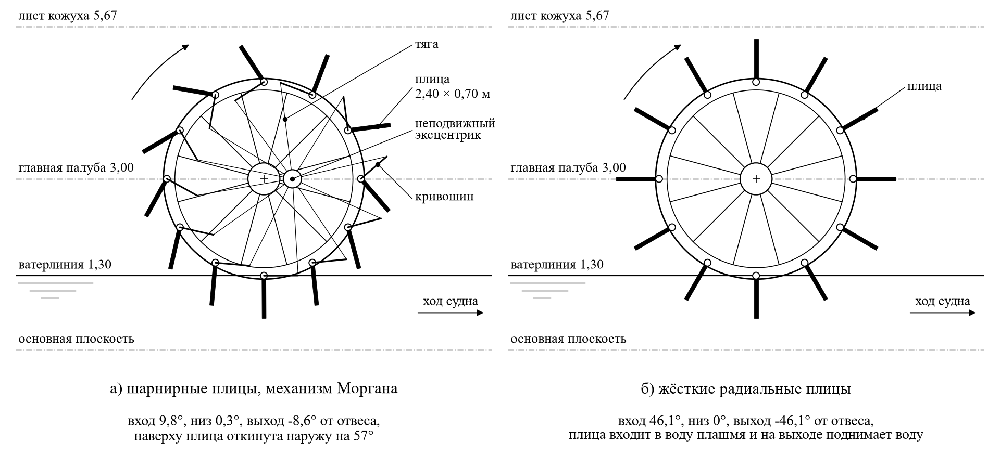 лист кожуха 5,67
тяга
плица
2,40 × 0,70 м
неподвижный
эксцентрик
главная палуба 3,00
кривошип
ватерлиния 1,30
ход судна
основная плоскость
а) шарнирные плицы, механизм Моргана
вход 9,8°, низ 0,3°, выход -8,6° от отвеса,
наверху плица откинута наружу на 57°
лист кожуха 5,67
плица
главная палуба 3,00
ватерлиния 1,30
ход судна
основная плоскость
б) жёсткие радиальные плицы
вход 46,1°, низ 0°, выход -46,1° от отвеса,
плица входит в воду плашмя и на выходе поднимает воду